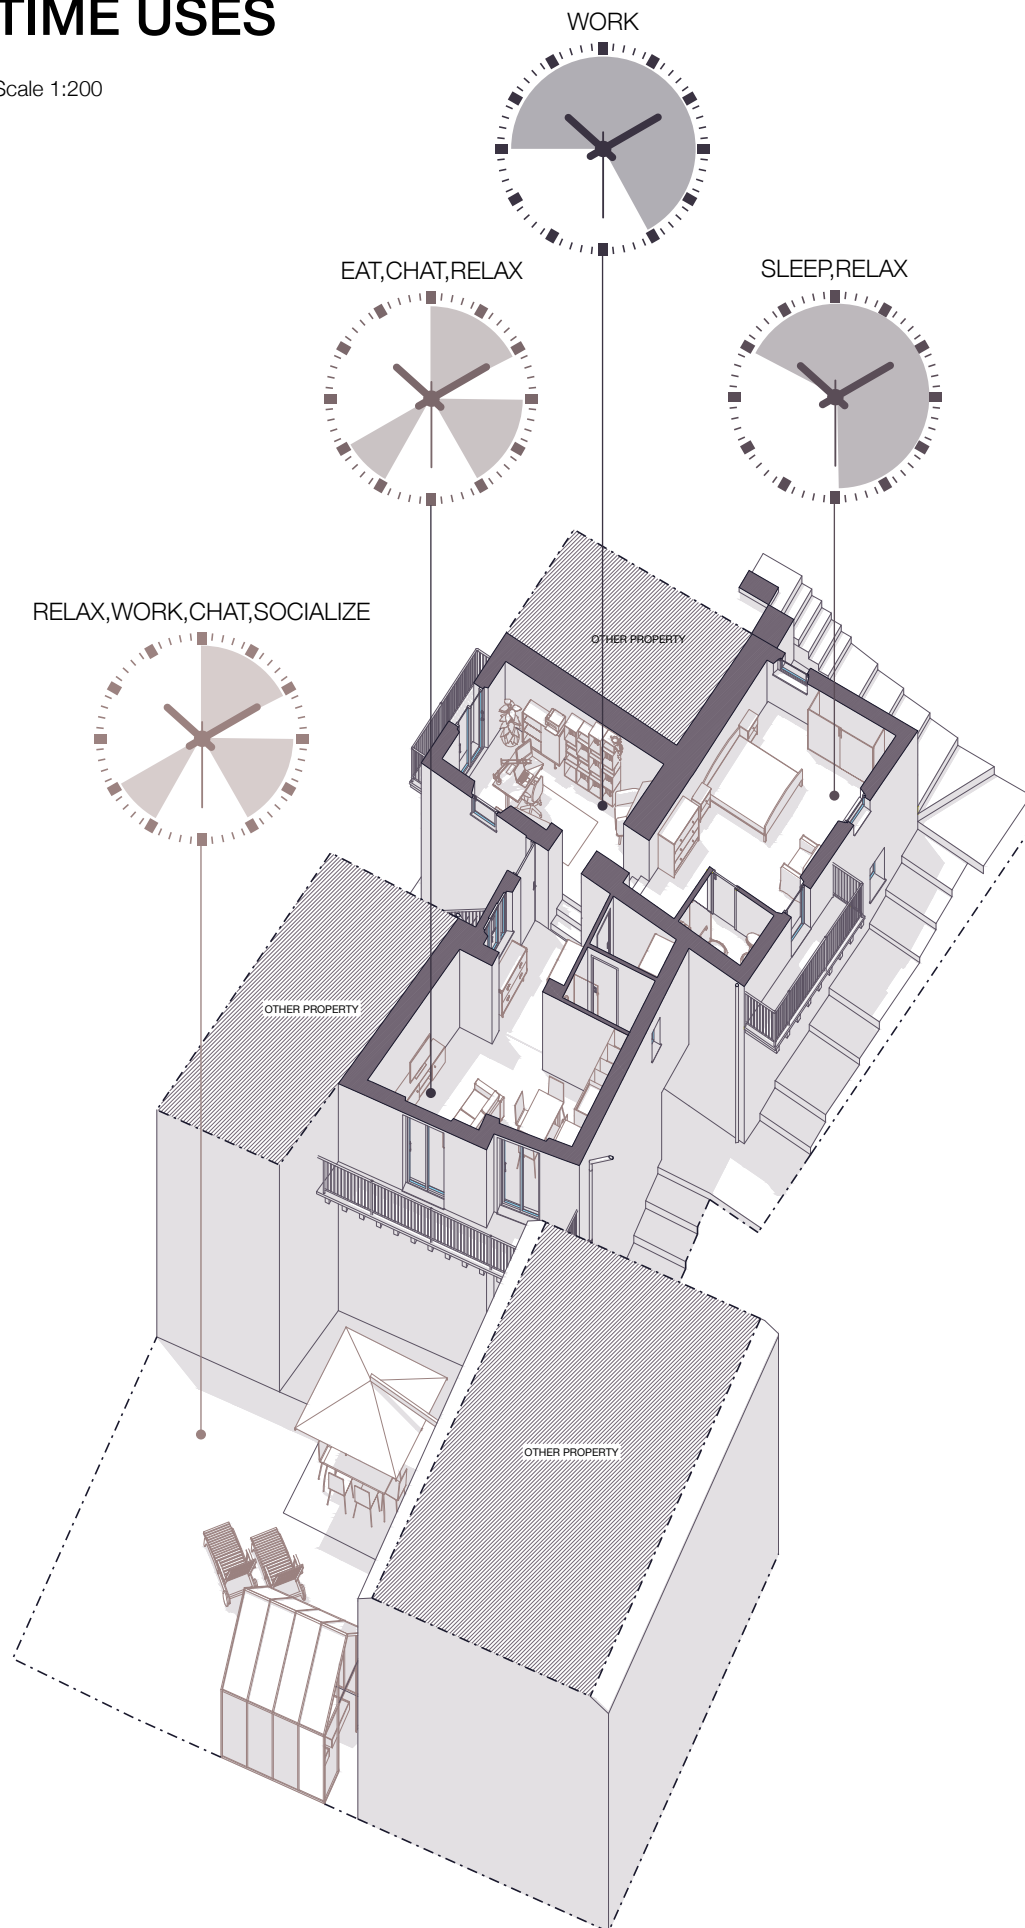 TIME USES
Scale 1:200
WORK
EAT,CHAT,RELAX
SLEEP,RELAX
RELAX,WORK,CHAT,SOCIALIZE
OTHER PROPERTY
OTHER PROPERTY
OTHER PROPERTY